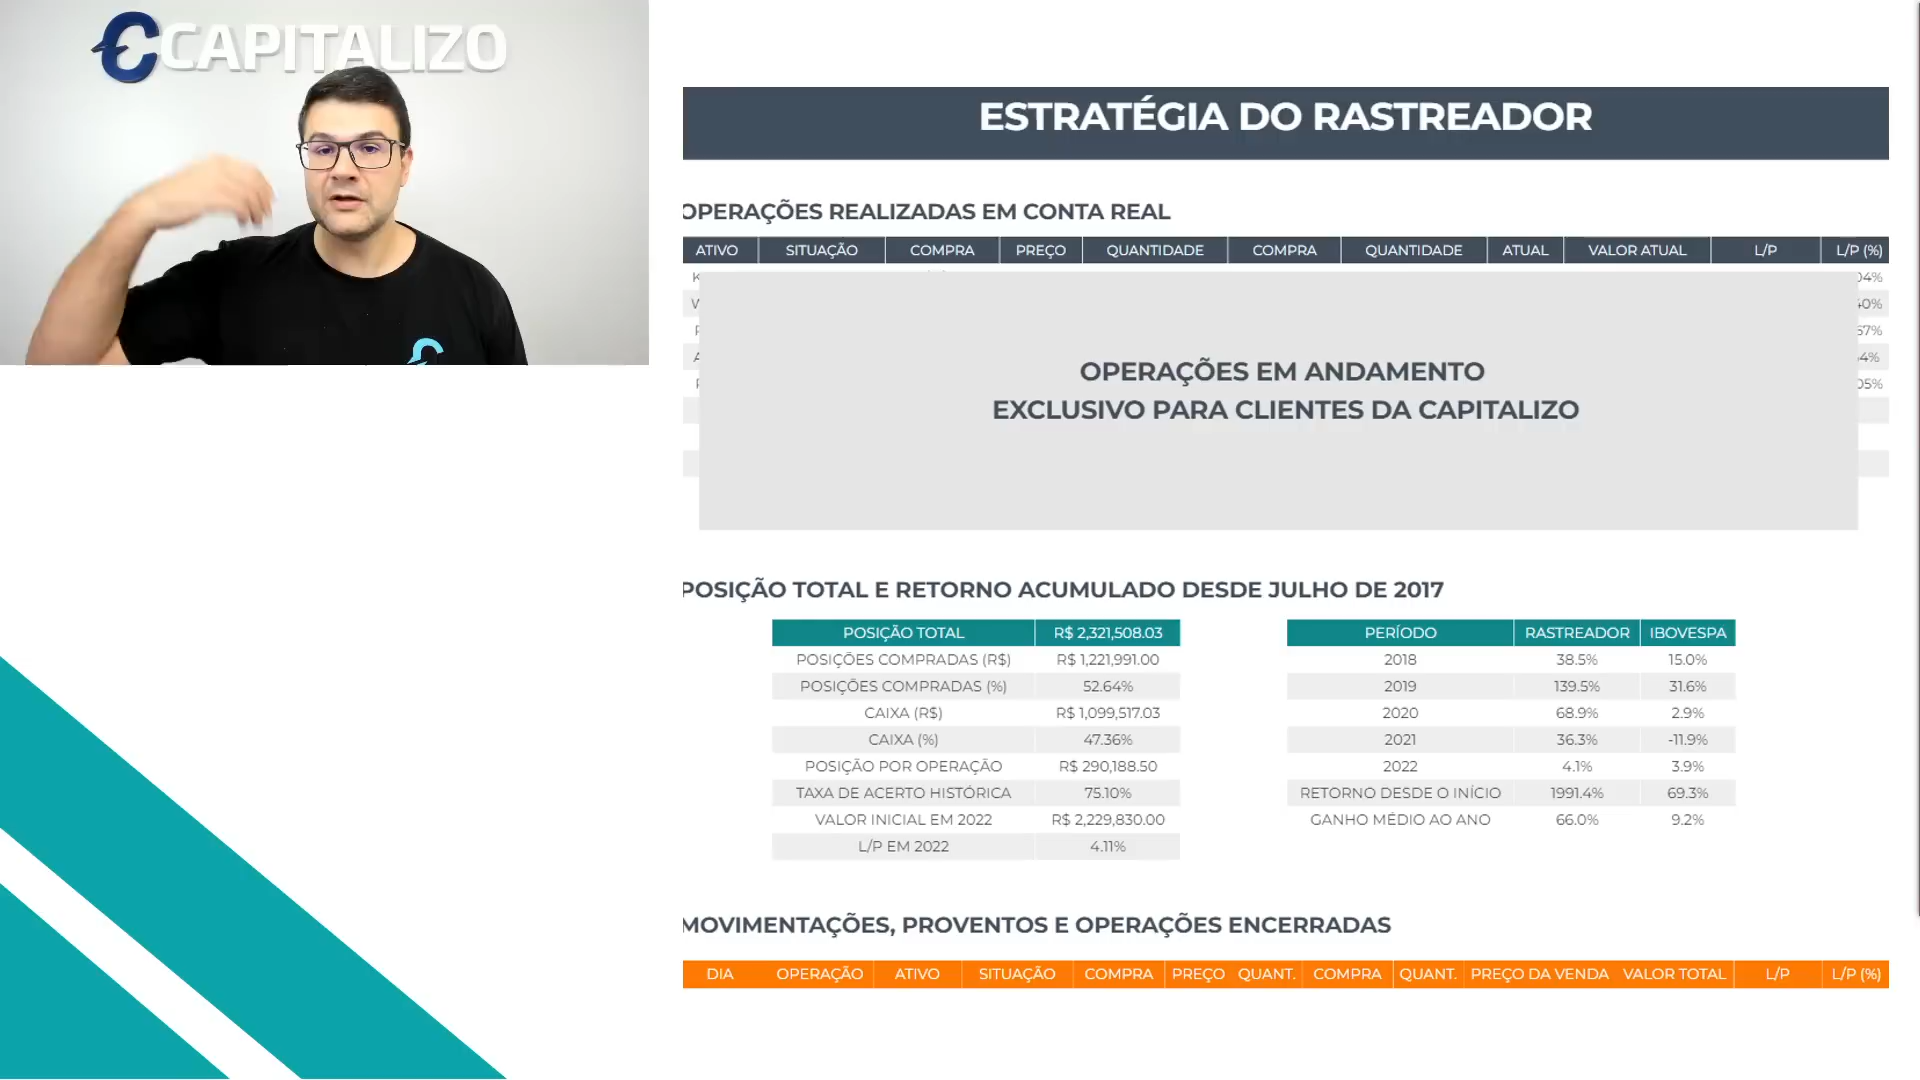 CAPITALIZO
ESTRATÉGIA DO RASTREADOR
OPERAÇÕES REALIZADAS EM CONTA REAL
ATIVO SITUAÇÃO COMPRA PREÇO QUANTIDADE COMPRA QUANTIDADE ATUAL VALOR ATUAL L/P L/P (%)
OPERAÇÕES EM ANDAMENTO
EXCLUSIVO PARA CLIENTES DA CAPITALIZO
POSIÇÃO TOTAL E RETORNO ACUMULADO DESDE JULHO DE 2017
POSIÇÃO TOTAL R$ 2,321,508.03
POSIÇÕES COMPRADAS (R$) R$ 1,221,991.00
POSIÇÕES COMPRADAS (%) 52.64%
CAIXA (R$) R$ 1,099,517.03
CAIXA (%) 47.36%
POSIÇÃO POR OPERAÇÃO R$ 290,188.50
TAXA DE ACERTO HISTÓRICA 75.10%
VALOR INICIAL EM 2022 R$ 2,229,830.00
L/P EM 2022 4.11%
PERÍODO RASTREADOR IBOVESPA
2018 38.5% 15.0%
2019 139.5% 31.6%
2020 68.9% 2.9%
2021 36.3% -11.9%
2022 4.1% 3.9%
RETORNO DESDE O INÍCIO 1991.4% 69.3%
GANHO MÉDIO AO ANO 66.0% 9.2%
MOVIMENTAÇÕES, PROVENTOS E OPERAÇÕES ENCERRADAS
DIA OPERAÇÃO ATIVO SITUAÇÃO COMPRA PREÇO QUANT. COMPRA QUANT. PREÇO DA VENDA VALOR TOTAL L/P L/P (%)